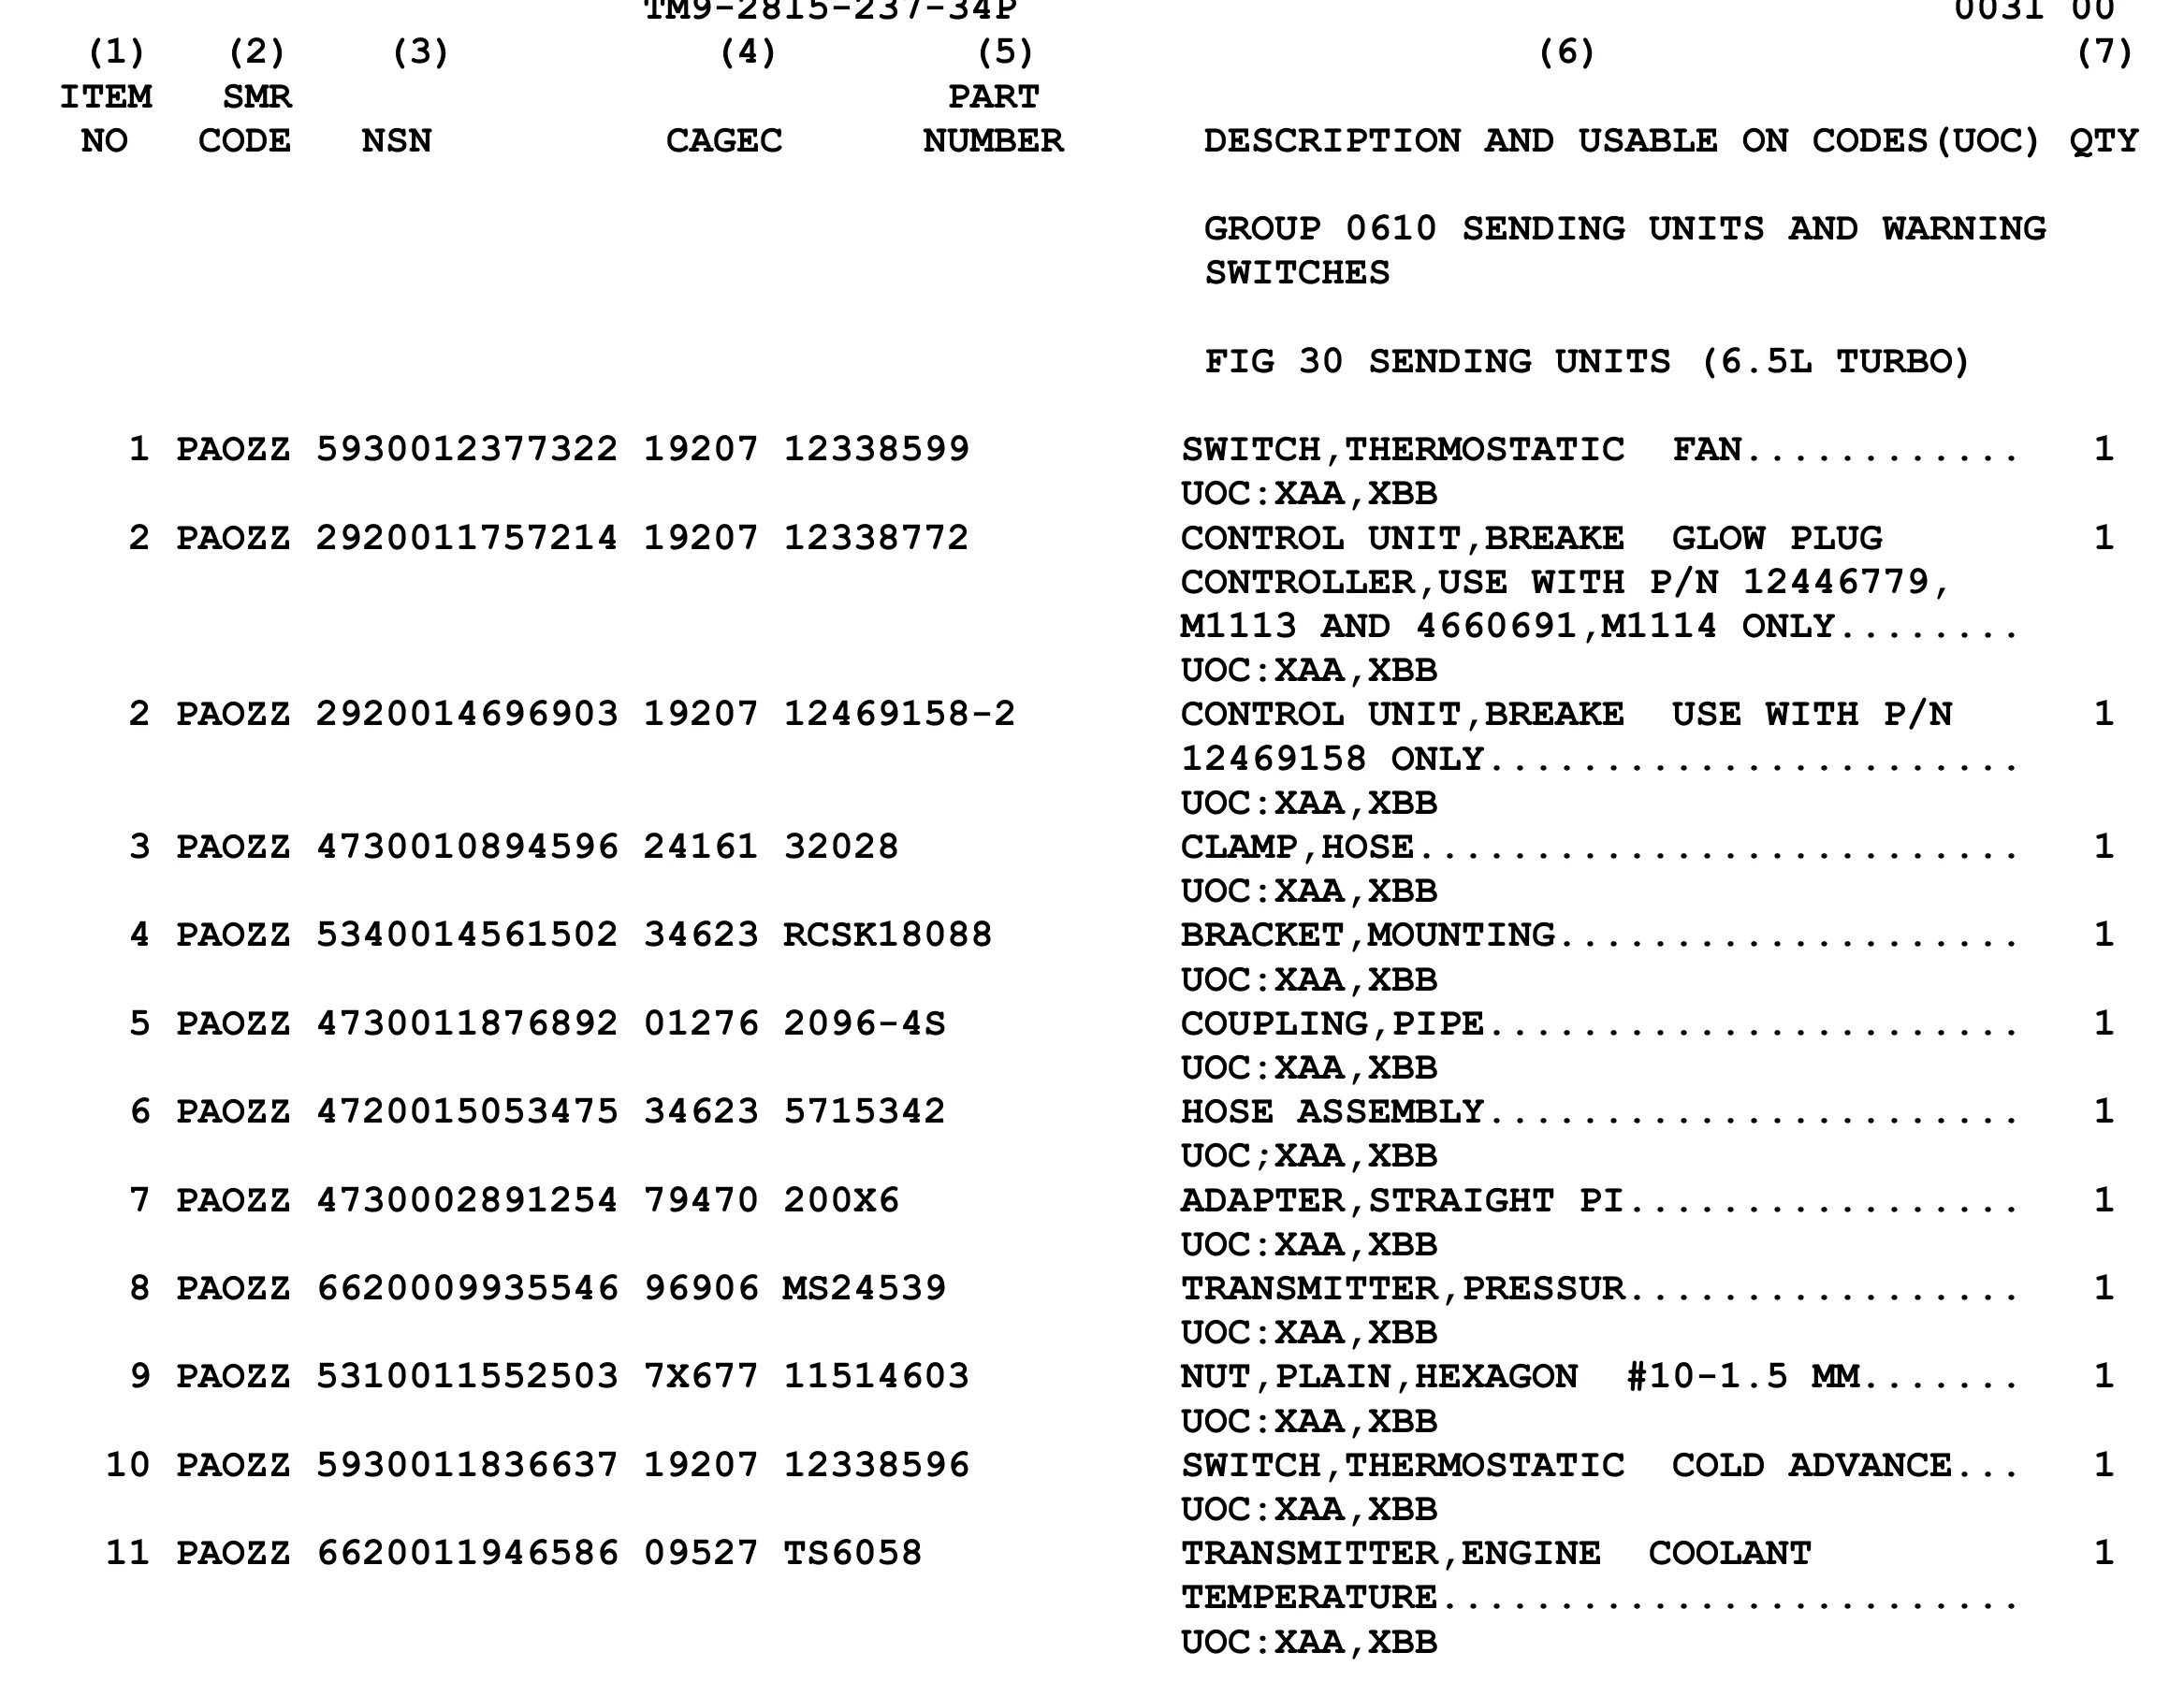 TM9-2815-237-34P 0031 00
(1) (2) (3) (4) (5) (6) (7)
ITEM SMR PART
NO CODE NSN CAGEC NUMBER DESCRIPTION AND USABLE ON CODES(UOC) QTY
GROUP 0610 SENDING UNITS AND WARNING
SWITCHES
FIG 30 SENDING UNITS (6.5L TURBO)
1 PAOZZ 5930012377322 19207 12338599 SWITCH,THERMOSTATIC FAN............ 1
UOC:XAA,XBB
2 PAOZZ 2920011757214 19207 12338772 CONTROL UNIT,BREAKE GLOW PLUG 1
CONTROLLER,USE WITH P/N 12446779,
M1113 AND 4660691,M1114 ONLY........
UOC:XAA,XBB
2 PAOZZ 2920014696903 19207 12469158-2 CONTROL UNIT,BREAKE USE WITH P/N 1
12469158 ONLY.......................
UOC:XAA,XBB
3 PAOZZ 4730010894596 24161 32028 CLAMP,HOSE.......................... 1
UOC:XAA,XBB
4 PAOZZ 5340014561502 34623 RCSK18088 BRACKET,MOUNTING.................... 1
UOC:XAA,XBB
5 PAOZZ 4730011876892 01276 2096-4S COUPLING,PIPE....................... 1
UOC:XAA,XBB
6 PAOZZ 4720015053475 34623 5715342 HOSE ASSEMBLY....................... 1
UOC;XAA,XBB
7 PAOZZ 4730002891254 79470 200X6 ADAPTER,STRAIGHT PI................. 1
UOC:XAA,XBB
8 PAOZZ 6620009935546 96906 MS24539 TRANSMITTER,PRESSUR................. 1
UOC:XAA,XBB
9 PAOZZ 5310011552503 7X677 11514603 NUT,PLAIN,HEXAGON #10-1.5 MM....... 1
UOC:XAA,XBB
10 PAOZZ 5930011836637 19207 12338596 SWITCH,THERMOSTATIC COLD ADVANCE... 1
UOC:XAA,XBB
11 PAOZZ 6620011946586 09527 TS6058 TRANSMITTER,ENGINE COOLANT 1
TEMPERATURE.........................
UOC:XAA,XBB